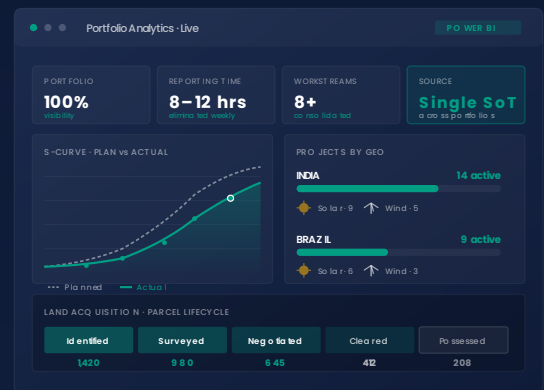 Portfolio Analytics · Live
POWER BI
PORTFOLIO
100%
visibility
REPORTING TIME
8–12 hrs
eliminated weekly
WORKSTREAMS
8+
consolidated
SOURCE
Single SoT
across portfolios
S-CURVE · PLAN vs ACTUAL
Planned
Actual
PROJECTS BY GEO
INDIA 14 active
Solar · 9 Wind · 5
BRAZIL 9 active
Solar · 6 Wind · 3
LAND ACQUISITION · PARCEL LIFECYCLE
Identified Surveyed Negotiated Cleared Possessed
1,420 980 645 412 208